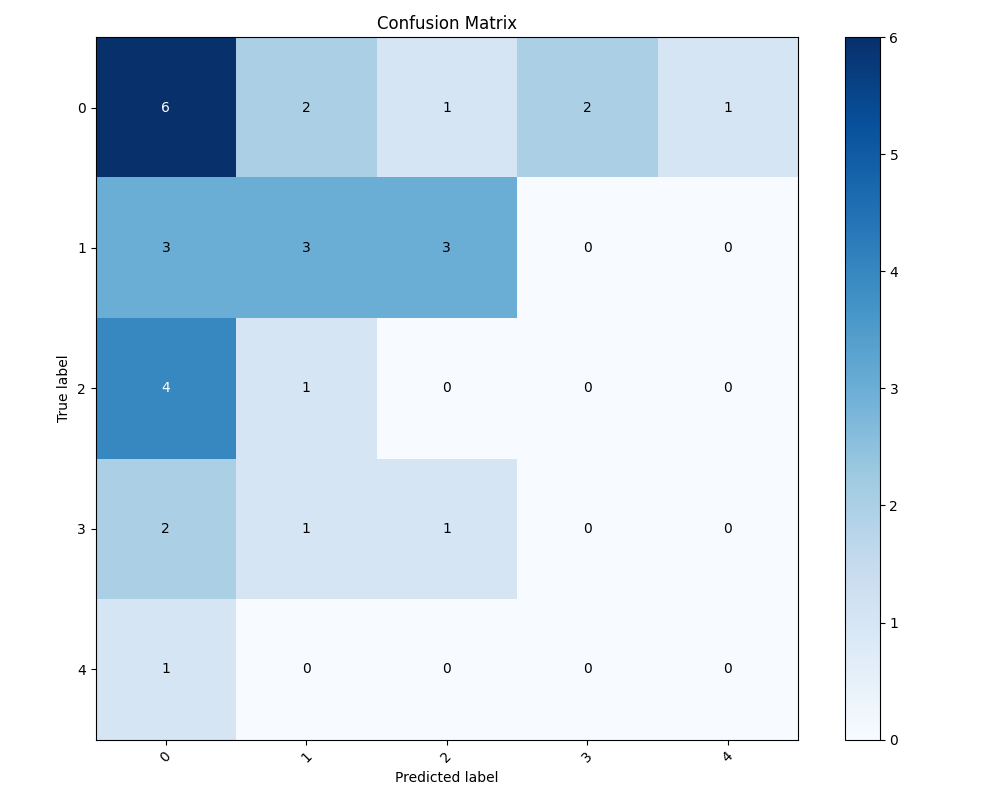 Confusion Matrix
True label
0 6 2 1 2 1
1 3 3 3 0 0
2 4 1 0 0 0
3 2 1 1 0 0
4 1 0 0 0 0
0 1 2 3 4
Predicted label
6
5
4
3
2
1
0